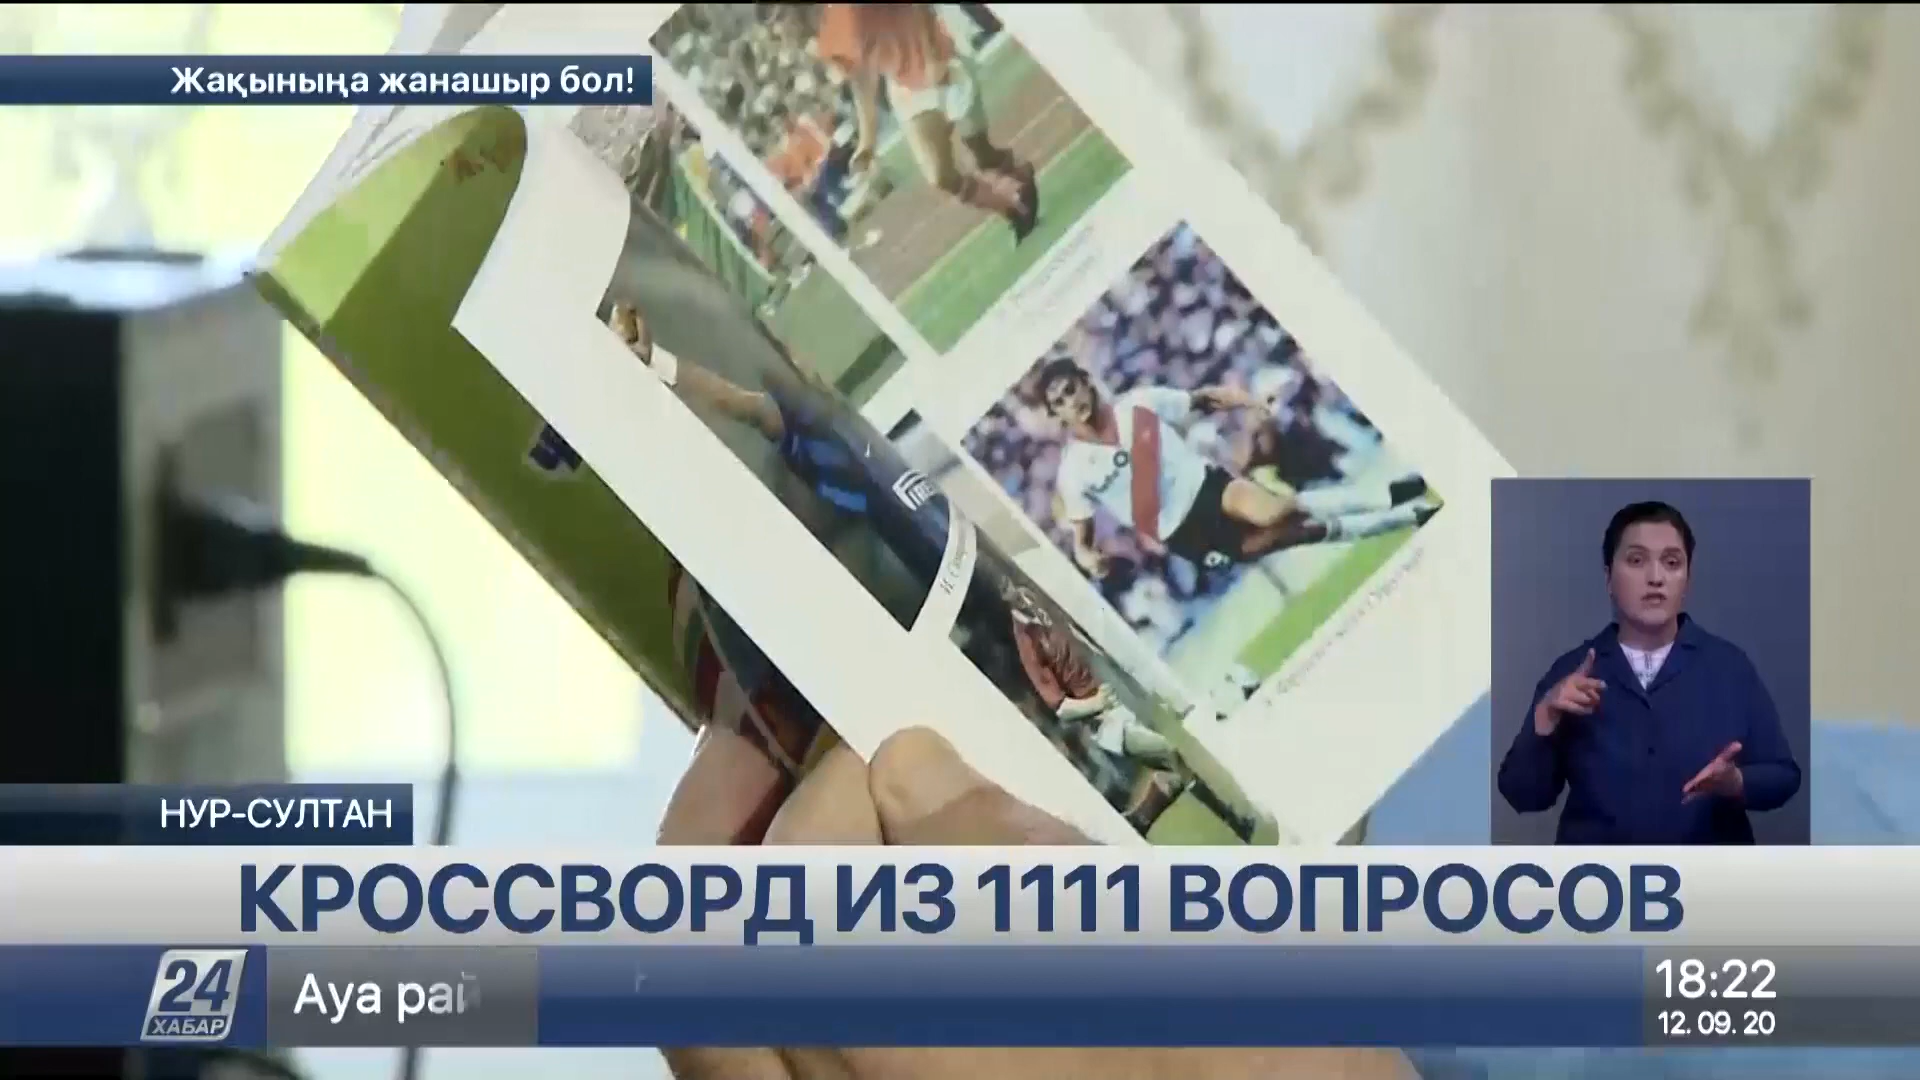 Жақыныңа жанашыр бол!
НУР-СУЛТАН
КРОССВОРД ИЗ 1111 ВОПРОСОВ
24
ХАБАР
Ауа рай
18:22
12. 09. 20